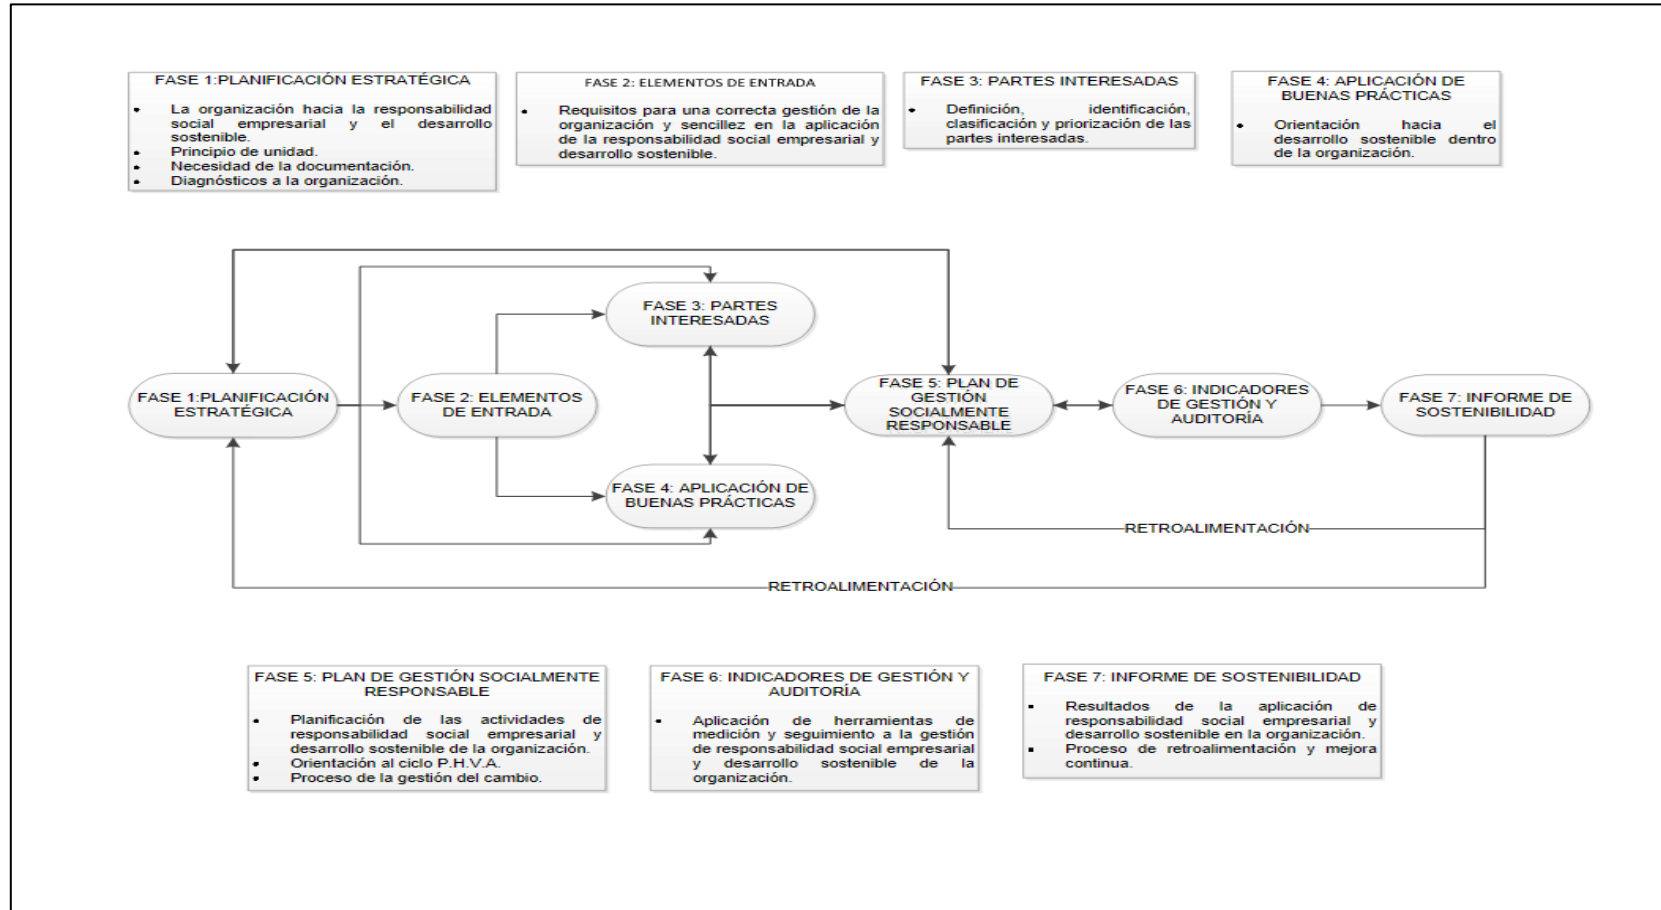 FASE 1:PLANIFICACIÓN ESTRATÉGICA
• La organización hacia la responsabilidad
social empresarial y el desarrollo
sostenible.
• Principio de unidad.
• Necesidad de la documentación.
• Diagnósticos a la organización.
FASE 2: ELEMENTOS DE ENTRADA
• Requisitos para una correcta gestión de la
organización y sencillez en la aplicación
de la responsabilidad social empresarial y
desarrollo sostenible.
FASE 3: PARTES INTERESADAS
• Definición, identificación,
clasificación y priorización de las
partes interesadas.
FASE 4: APLICACIÓN DE
BUENAS PRÁCTICAS
• Orientación hacia el
desarrollo sostenible dentro
de la organización.
FASE 1:PLANIFICACIÓN
ESTRATÉGICA
FASE 2: ELEMENTOS
DE ENTRADA
FASE 3: PARTES
INTERESADAS
FASE 4: APLICACIÓN DE
BUENAS PRÁCTICAS
FASE 5: PLAN DE
GESTIÓN
SOCIALMENTE
RESPONSABLE
FASE 6: INDICADORES
DE GESTIÓN Y
AUDITORÍA
FASE 7: INFORME DE
SOSTENIBILIDAD
RETROALIMENTACIÓN
RETROALIMENTACIÓN
FASE 5: PLAN DE GESTIÓN SOCIALMENTE
RESPONSABLE
• Planificación de las actividades de
responsabilidad social empresarial y
desarrollo sostenible de la organización.
• Orientación al ciclo P.H.V.A.
• Proceso de la gestión del cambio.
FASE 6: INDICADORES DE GESTIÓN Y
AUDITORÍA
• Aplicación de herramientas de
medición y seguimiento a la gestión
de responsabilidad social empresarial
y desarrollo sostenible de la
organización.
FASE 7: INFORME DE SOSTENIBILIDAD
▪ Resultados de la aplicación de
responsabilidad social empresarial y
desarrollo sostenible en la organización.
▪ Proceso de retroalimentación y mejora
continua.